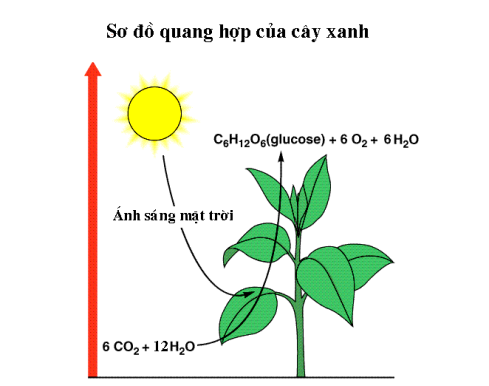 Sơ đồ quang hợp của cây xanh
C₆H₁₂O₆(glucose) + 6 O₂ + 6 H₂O
Ánh sáng mặt trời
6 CO₂ + 12H₂O